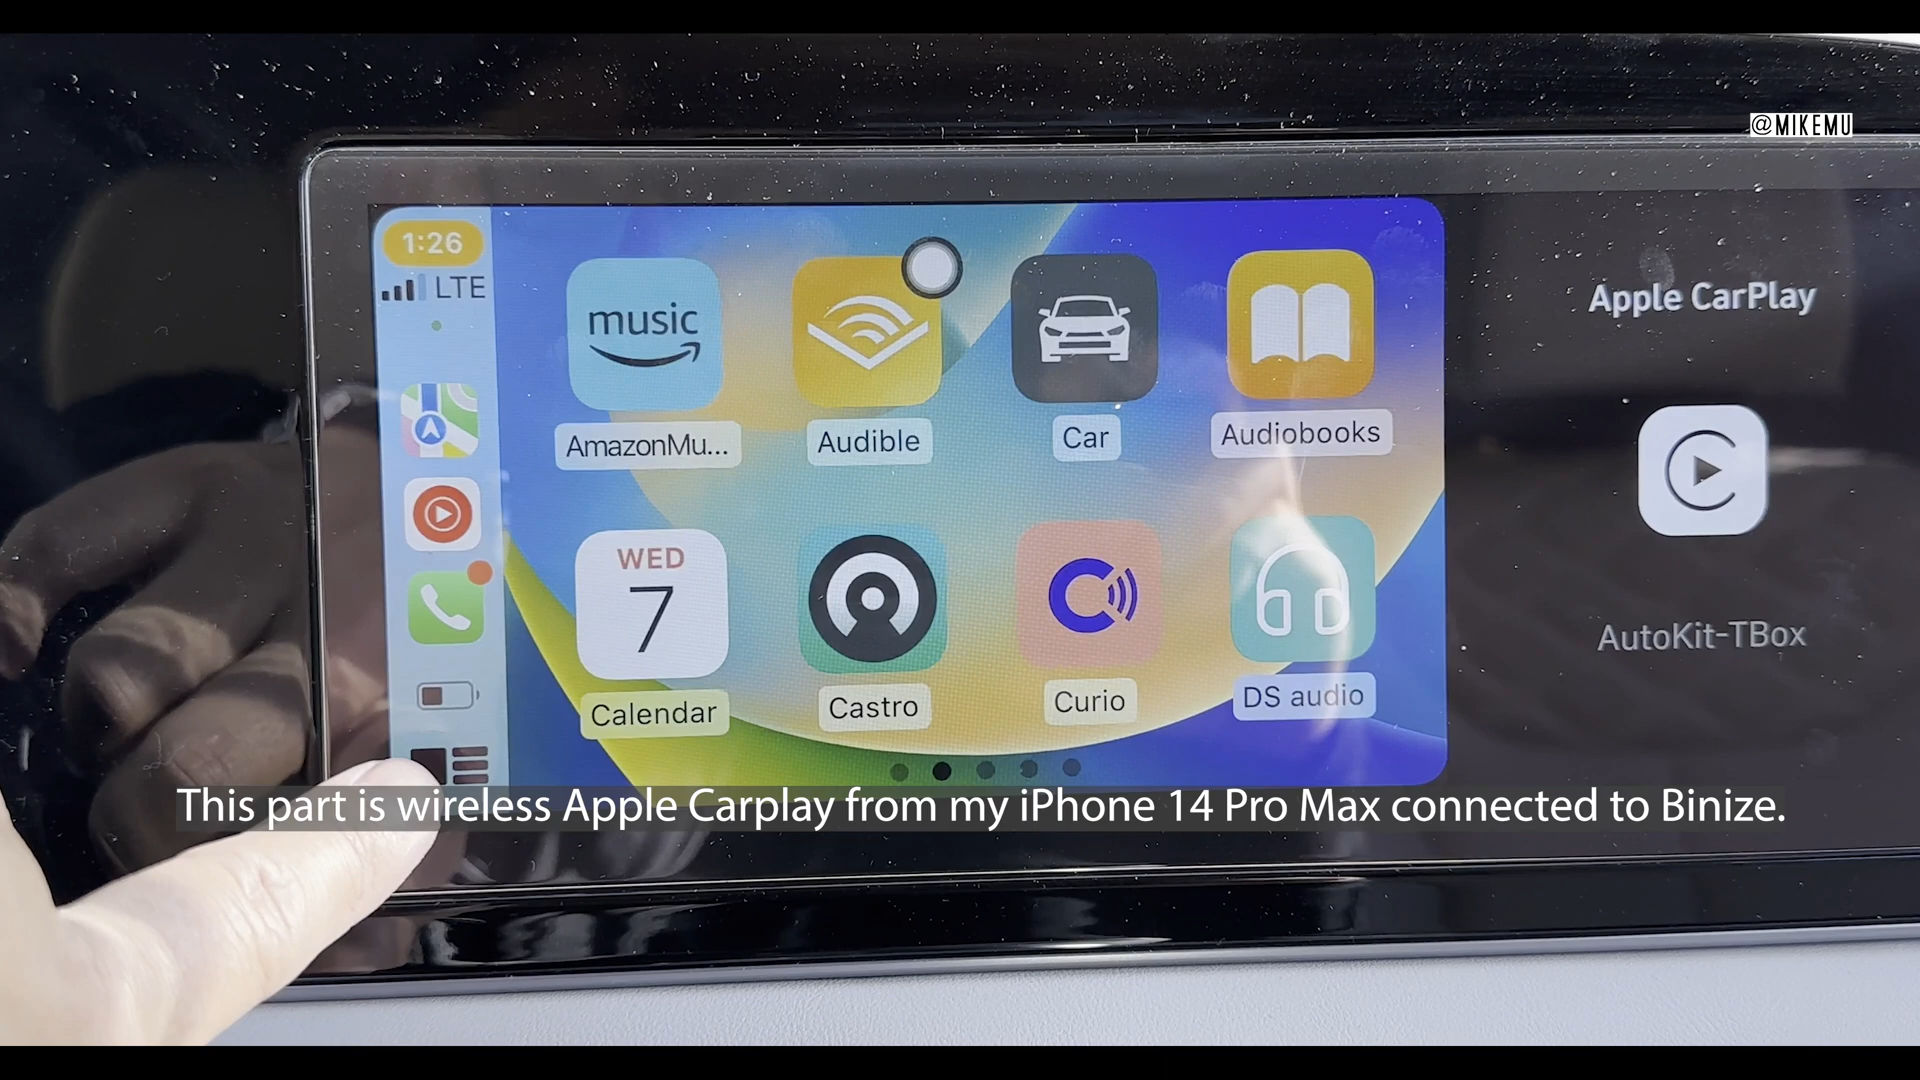 @MIKEMU
1:26
LTE
music
AmazonMu...
Audible
Car
Audiobooks
WED
7
Calendar
Castro
Curio
DS audio
Apple CarPlay
AutoKit-TBox
This part is wireless Apple Carplay from my iPhone 14 Pro Max connected to Binize.